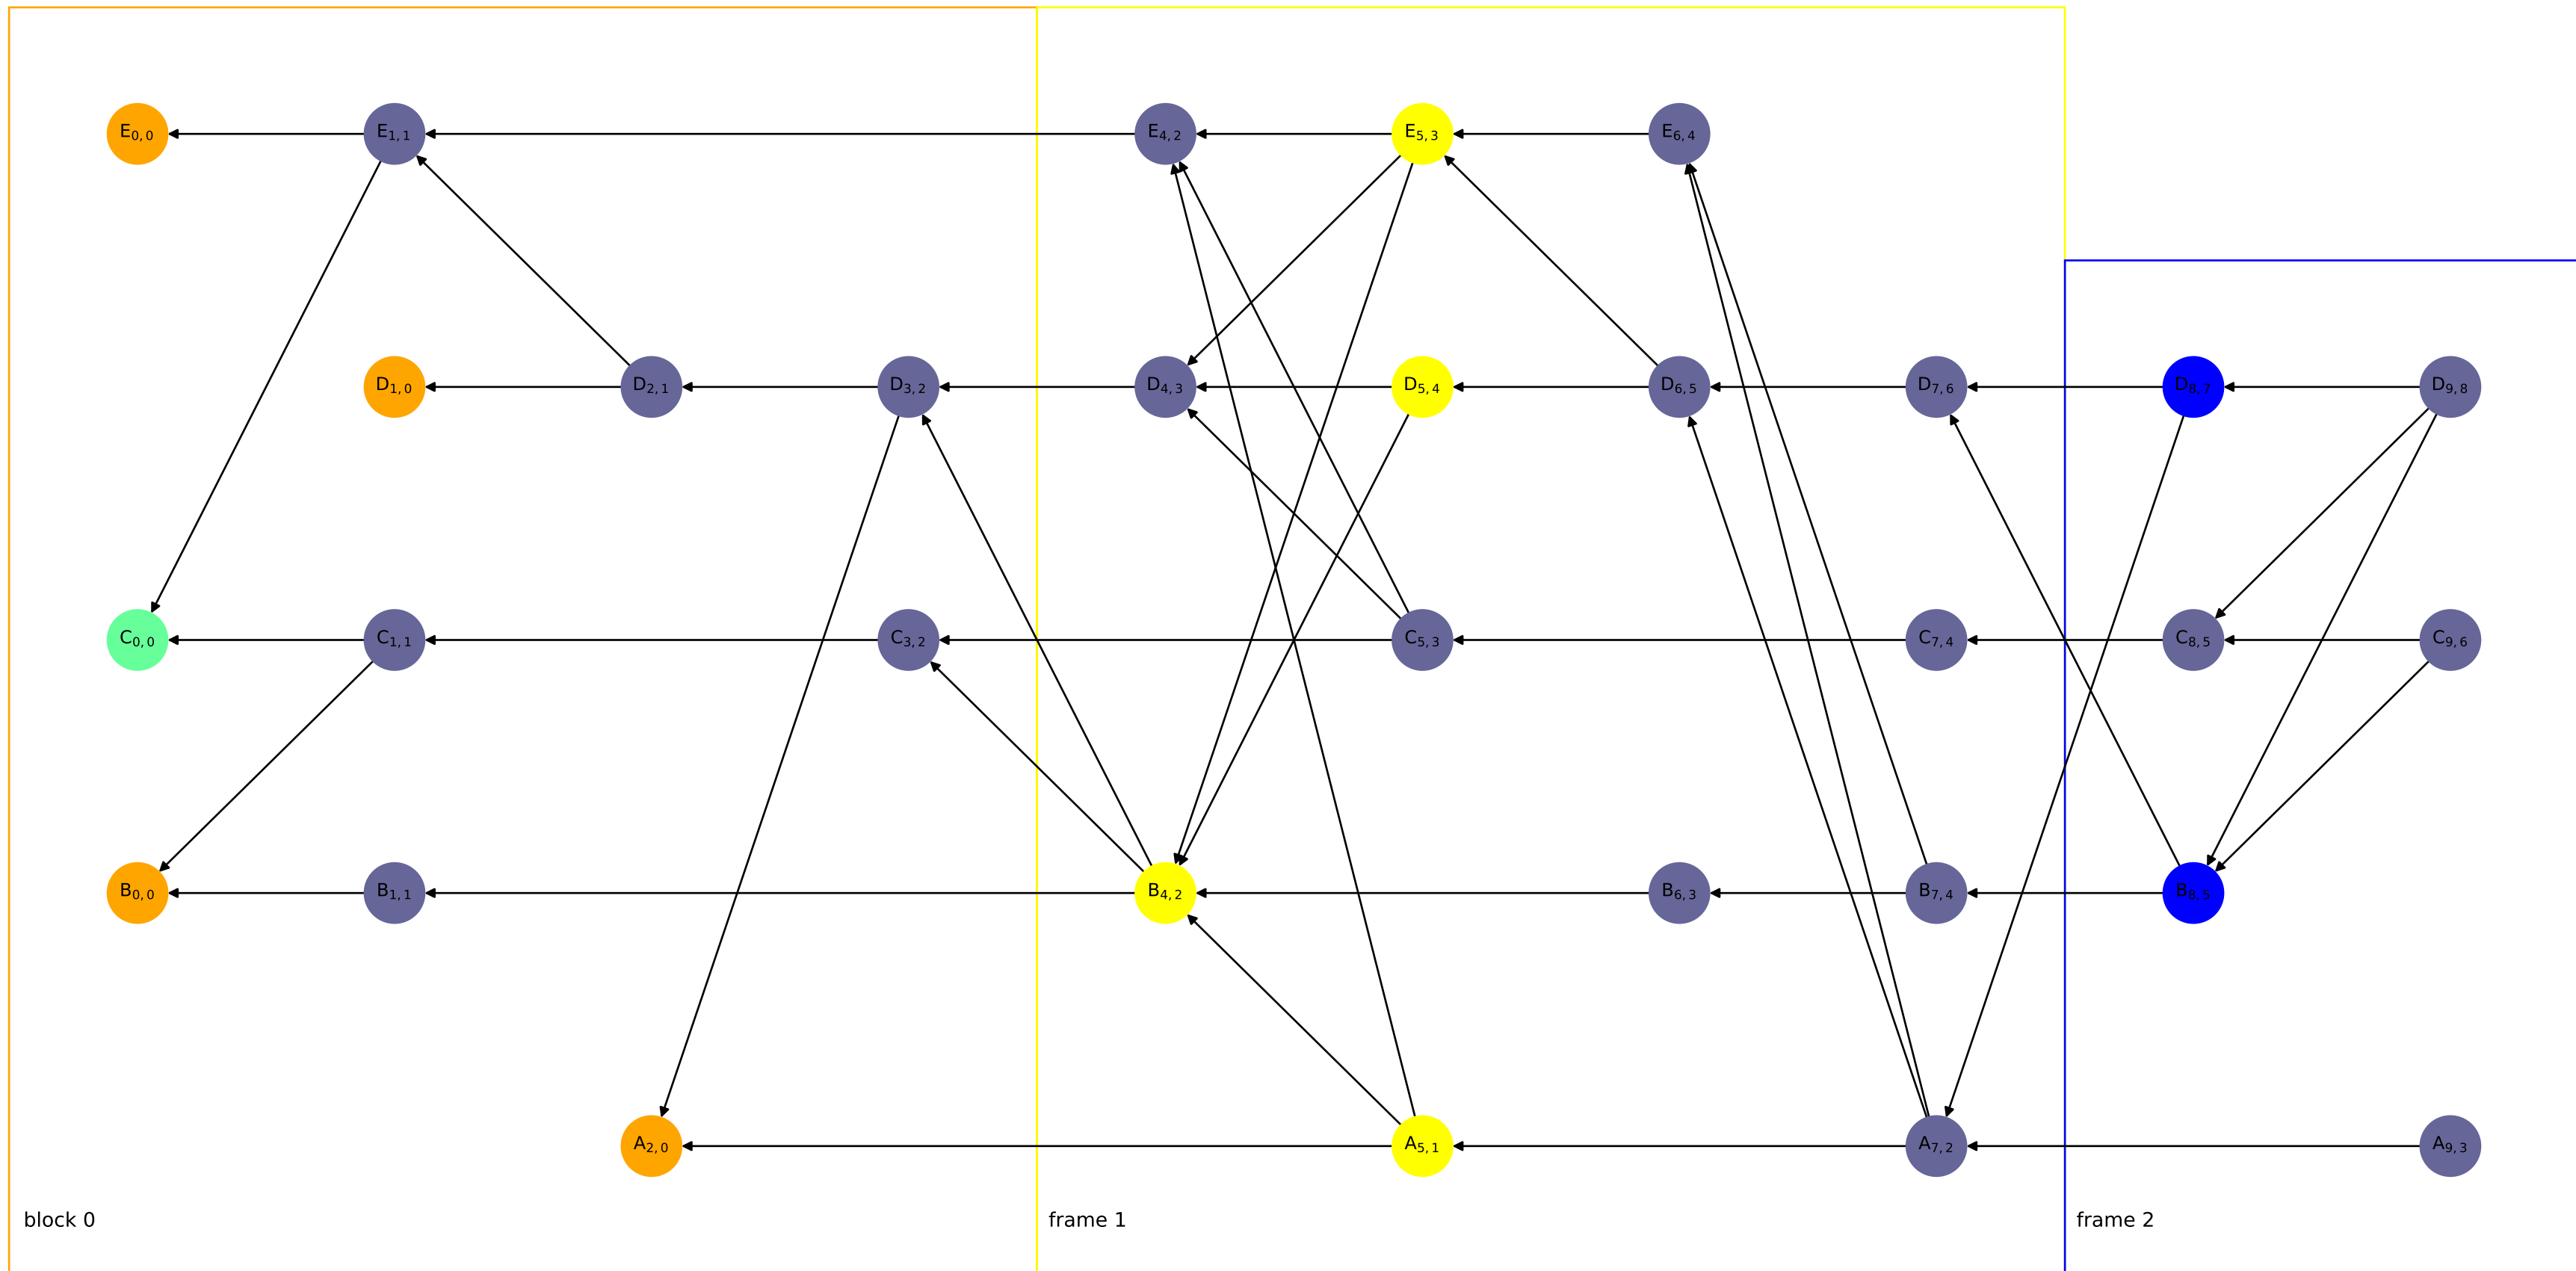 E0,0 E1,1 E4,2 E5,3 E6,4
D1,0 D2,1 D3,2 D4,3 D5,4 D6,5 D7,6 D8,7 D9,8
C0,0 C1,1 C3,2 C5,3 C7,4 C8,5 C9,6
B0,0 B1,1 B4,2 B6,3 B7,4 B8,5
A2,0 A5,1 A7,2 A9,3
block 0 frame 1 frame 2